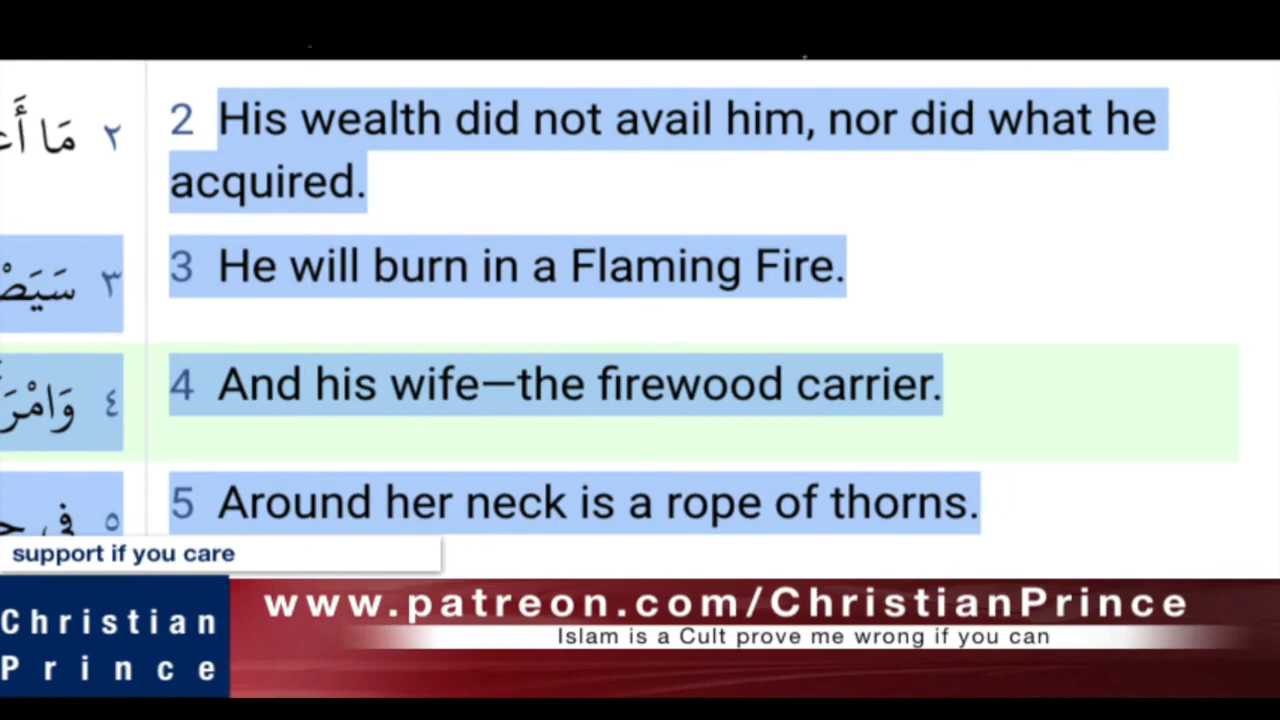 ٢ مَا
2 His wealth did not avail him, nor did what he
acquired.
٣
3 He will burn in a Flaming Fire.
٤
4 And his wife—the firewood carrier.
٥ فِي
5 Around her neck is a rope of thorns.
support if you care
Christian
Prince
www.patreon.com/ChristianPrince
Islam is a Cult prove me wrong if you can